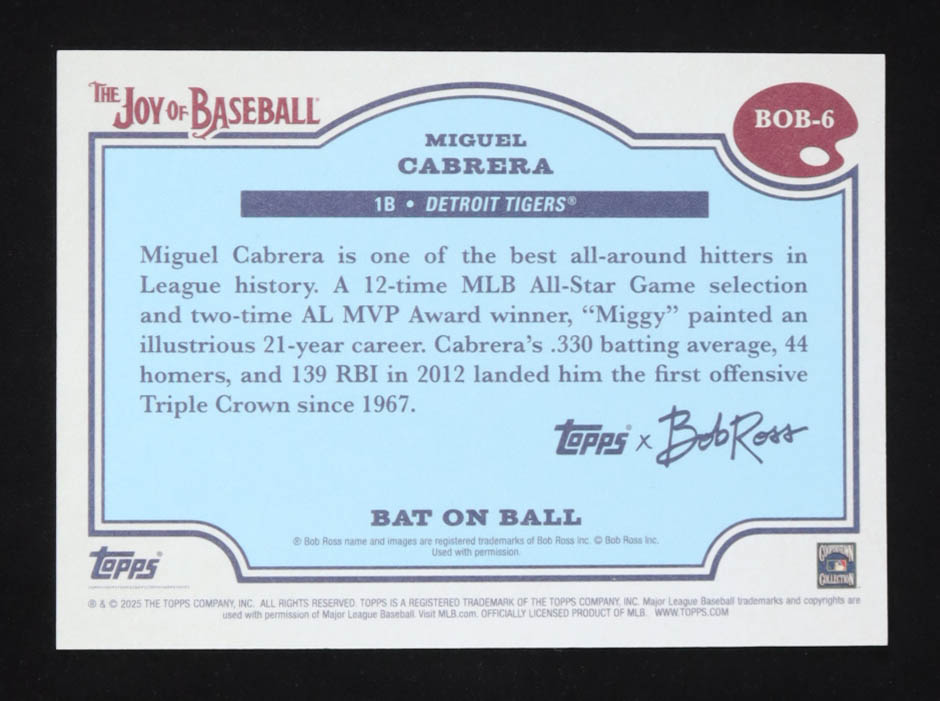 THE JOY OF BASEBALL
BOB-6
MIGUEL
CABRERA
1B • DETROIT TIGERS®
Miguel Cabrera is one of the best all-around hitters in
League history. A 12-time MLB All-Star Game selection
and two-time AL MVP Award winner, “Miggy” painted an
illustrious 21-year career. Cabrera’s .330 batting average, 44
homers, and 139 RBI in 2012 landed him the first offensive
Triple Crown since 1967.
Topps® x Bob Ross
BAT ON BALL
® Bob Ross name and images are registered trademarks of Bob Ross Inc. © Bob Ross Inc.
Used with permission.
Topps®
COOPERSTOWN
COLLECTION
® & © 2025 THE TOPPS COMPANY, INC. ALL RIGHTS RESERVED. TOPPS IS A REGISTERED TRADEMARK OF THE TOPPS COMPANY, INC. Major League Baseball trademarks and copyrights are
used with permission of Major League Baseball. Visit MLB.com. OFFICIALLY LICENSED PRODUCT OF MLB. WWW.TOPPS.COM